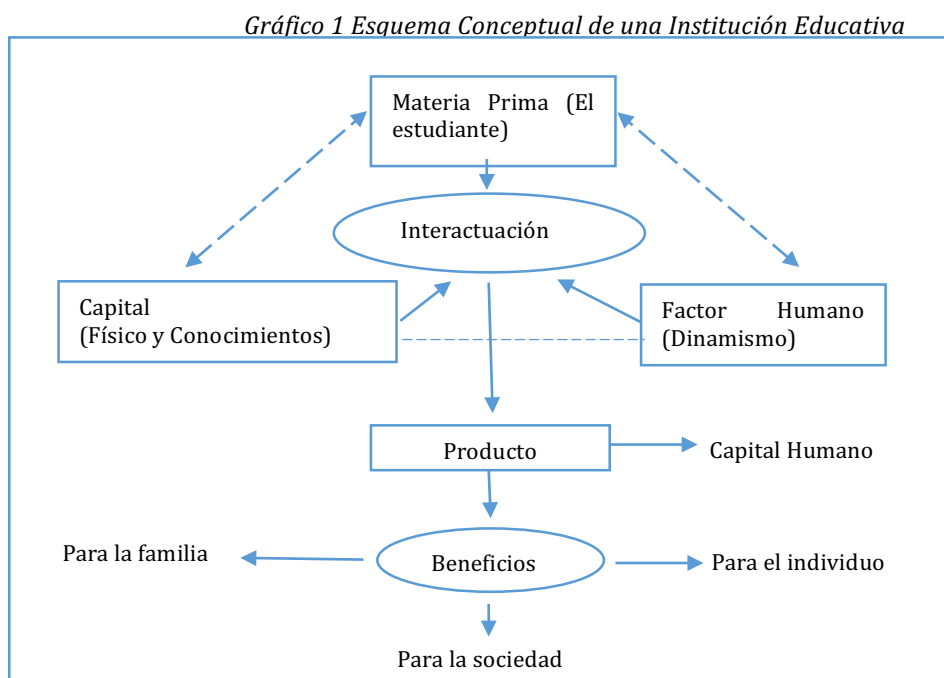 Gráfico 1 Esquema Conceptual de una Institución Educativa
Materia Prima (El
estudiante)
Interactuación
Capital
(Físico y Conocimientos)
Factor Humano
(Dinamismo)
Producto
Capital Humano
Para la familia
Beneficios
Para el individuo
Para la sociedad